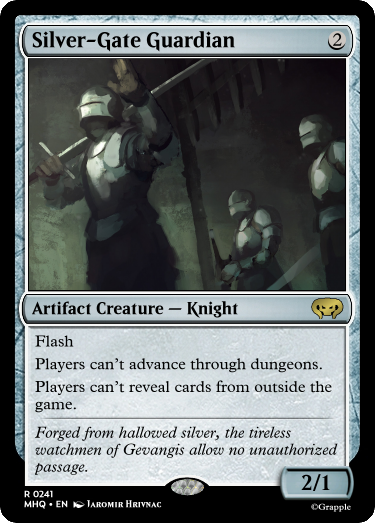 Silver-Gate Guardian 2
Artifact Creature — Knight
Flash
Players can't advance through dungeons.
Players can't reveal cards from outside the
game.
Forged from hallowed silver, the tireless
watchmen of Gevangis allow no unauthorized
passage.
2/1
R 0241
MHQ • EN Jaromir Hrivnac
©Grapple